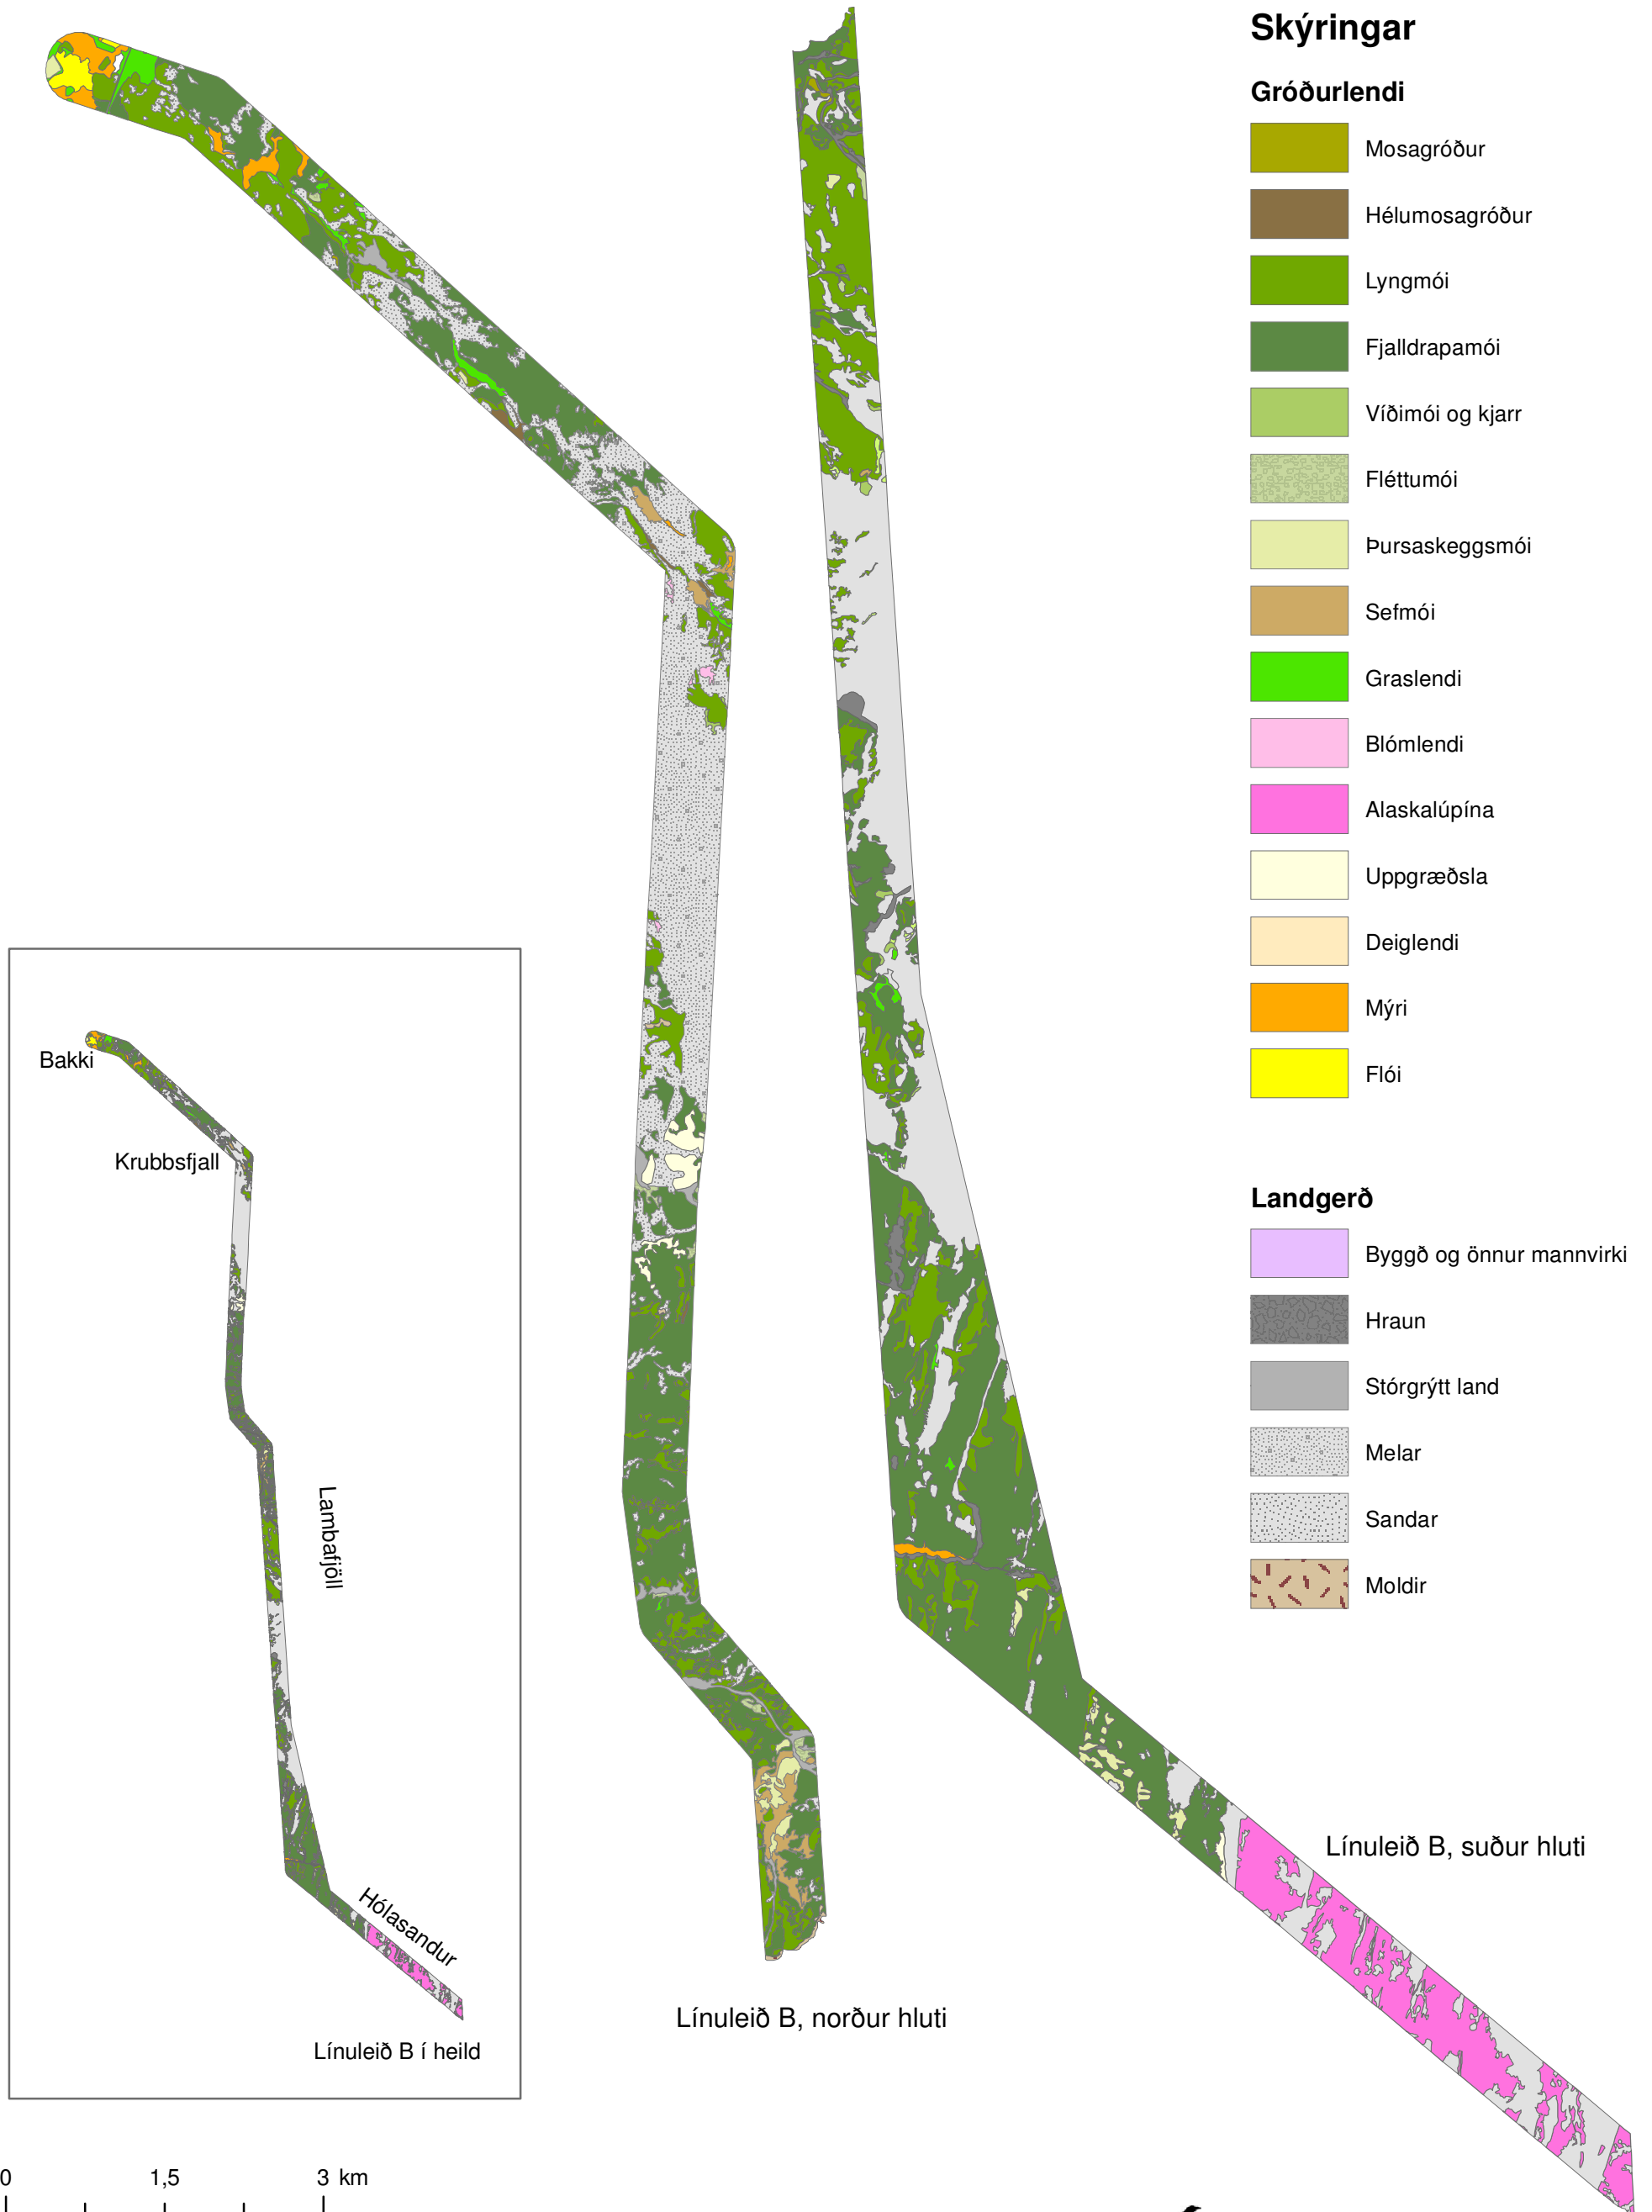 Skýringar
Gróðurlendi
Mosagróður
Hélumosagróður
Lyngmói
Fjalldrapamói
Víðimói og kjarr
Fléttumói
Þursaskeggsmói
Sefmói
Graslendi
Blómlendi
Alaskalúpína
Uppgræðsla
Deiglendi
Mýri
Flói
Landgerð
Byggð og önnur mannvirki
Hraun
Stórgrýtt land
Melar
Sandar
Moldir
Bakki
Krubbsfjall
Lambafjöll
Hólasandur
Línuleið B í heild
Línuleið B, norður hluti
Línuleið B, suður hluti
0 1,5 3 km